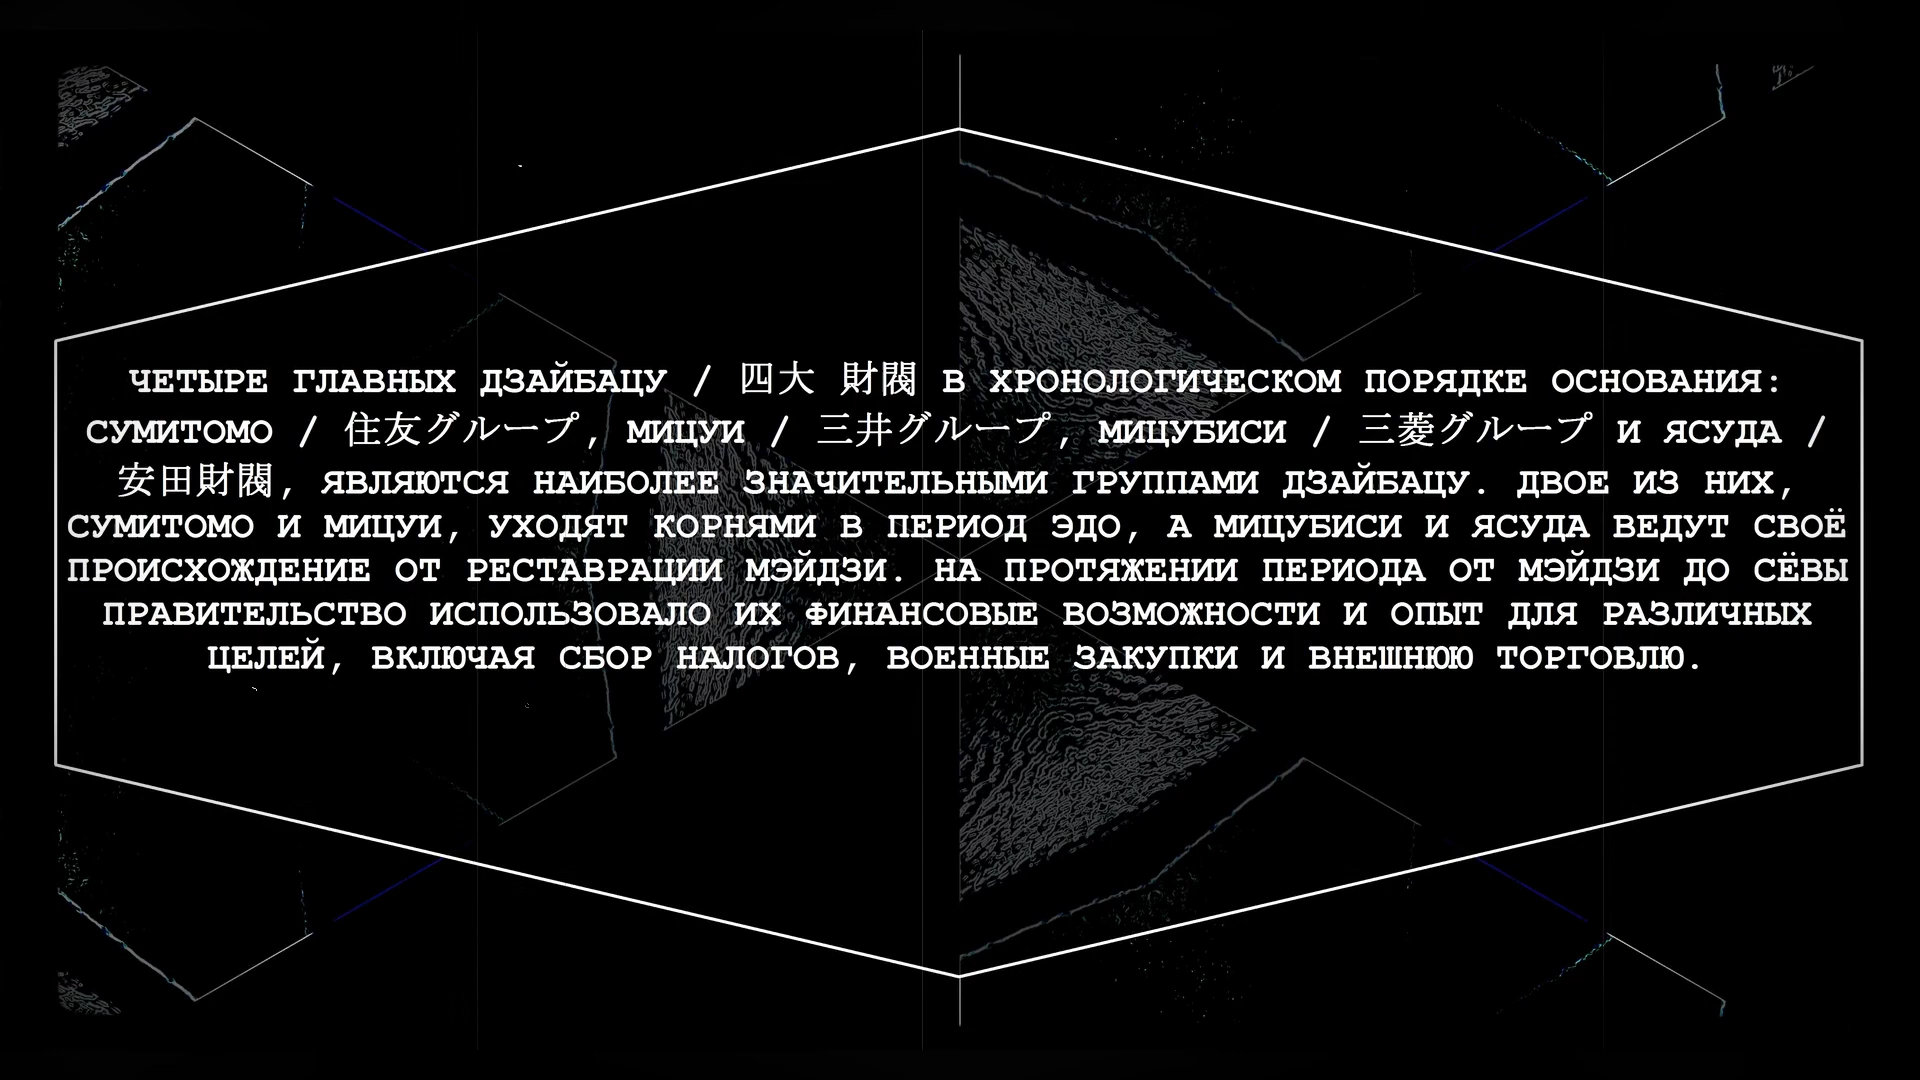 ЧЕТЫРЕ ГЛАВНЫХ ДЗАЙБАЦУ / 四大 財閥 В ХРОНОЛОГИЧЕСКОМ ПОРЯДКЕ ОСНОВАНИЯ:
СУМИТОМО / 住友グループ, МИЦУИ / 三井グループ, МИЦУБИСИ / 三菱グループ И ЯСУДА /
安田財閥, ЯВЛЯЮТСЯ НАИБОЛЕЕ ЗНАЧИТЕЛЬНЫМИ ГРУППАМИ ДЗАЙБАЦУ. ДВОЕ ИЗ НИХ,
СУМИТОМО И МИЦУИ, УХОДЯТ КОРНЯМИ В ПЕРИОД ЭДО, А МИЦУБИСИ И ЯСУДА ВЕДУТ СВОЁ
ПРОИСХОЖДЕНИЕ ОТ РЕСТАВРАЦИИ МЭЙДЗИ. НА ПРОТЯЖЕНИИ ПЕРИОДА ОТ МЭЙДЗИ ДО СЁВЫ
ПРАВИТЕЛЬСТВО ИСПОЛЬЗОВАЛО ИХ ФИНАНСОВЫЕ ВОЗМОЖНОСТИ И ОПЫТ ДЛЯ РАЗЛИЧНЫХ
ЦЕЛЕЙ, ВКЛЮЧАЯ СБОР НАЛОГОВ, ВОЕННЫЕ ЗАКУПКИ И ВНЕШНЮЮ ТОРГОВЛЮ.